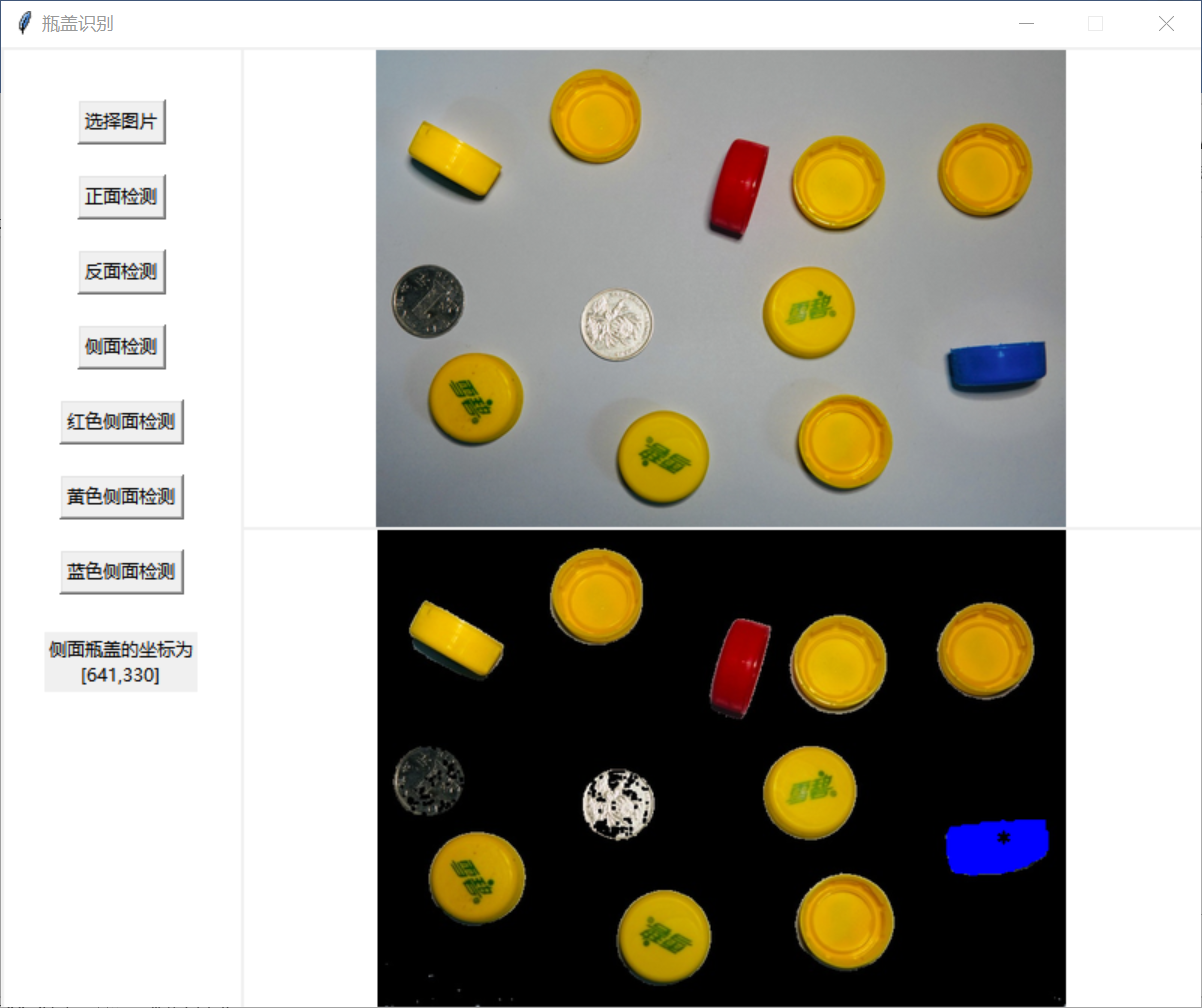 瓶盖识别
选择图片
正面检测
反面检测
侧面检测
红色侧面检测
黄色侧面检测
蓝色侧面检测
侧面瓶盖的坐标为
[641,330]